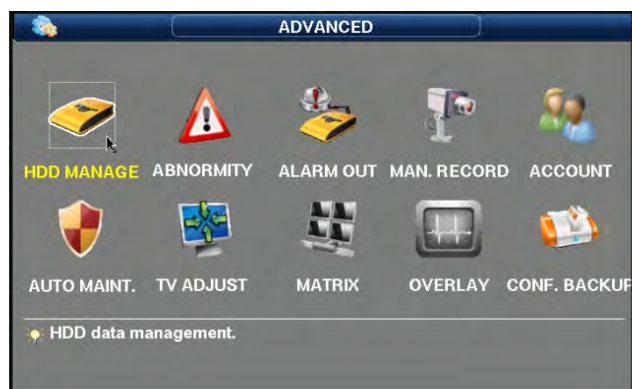 ADVANCED
HDD MANAGE ABNORMITY ALARM OUT MAN. RECORD ACCOUNT
AUTO MAINT. TV ADJUST MATRIX OVERLAY CONF. BACKUP
HDD data management.